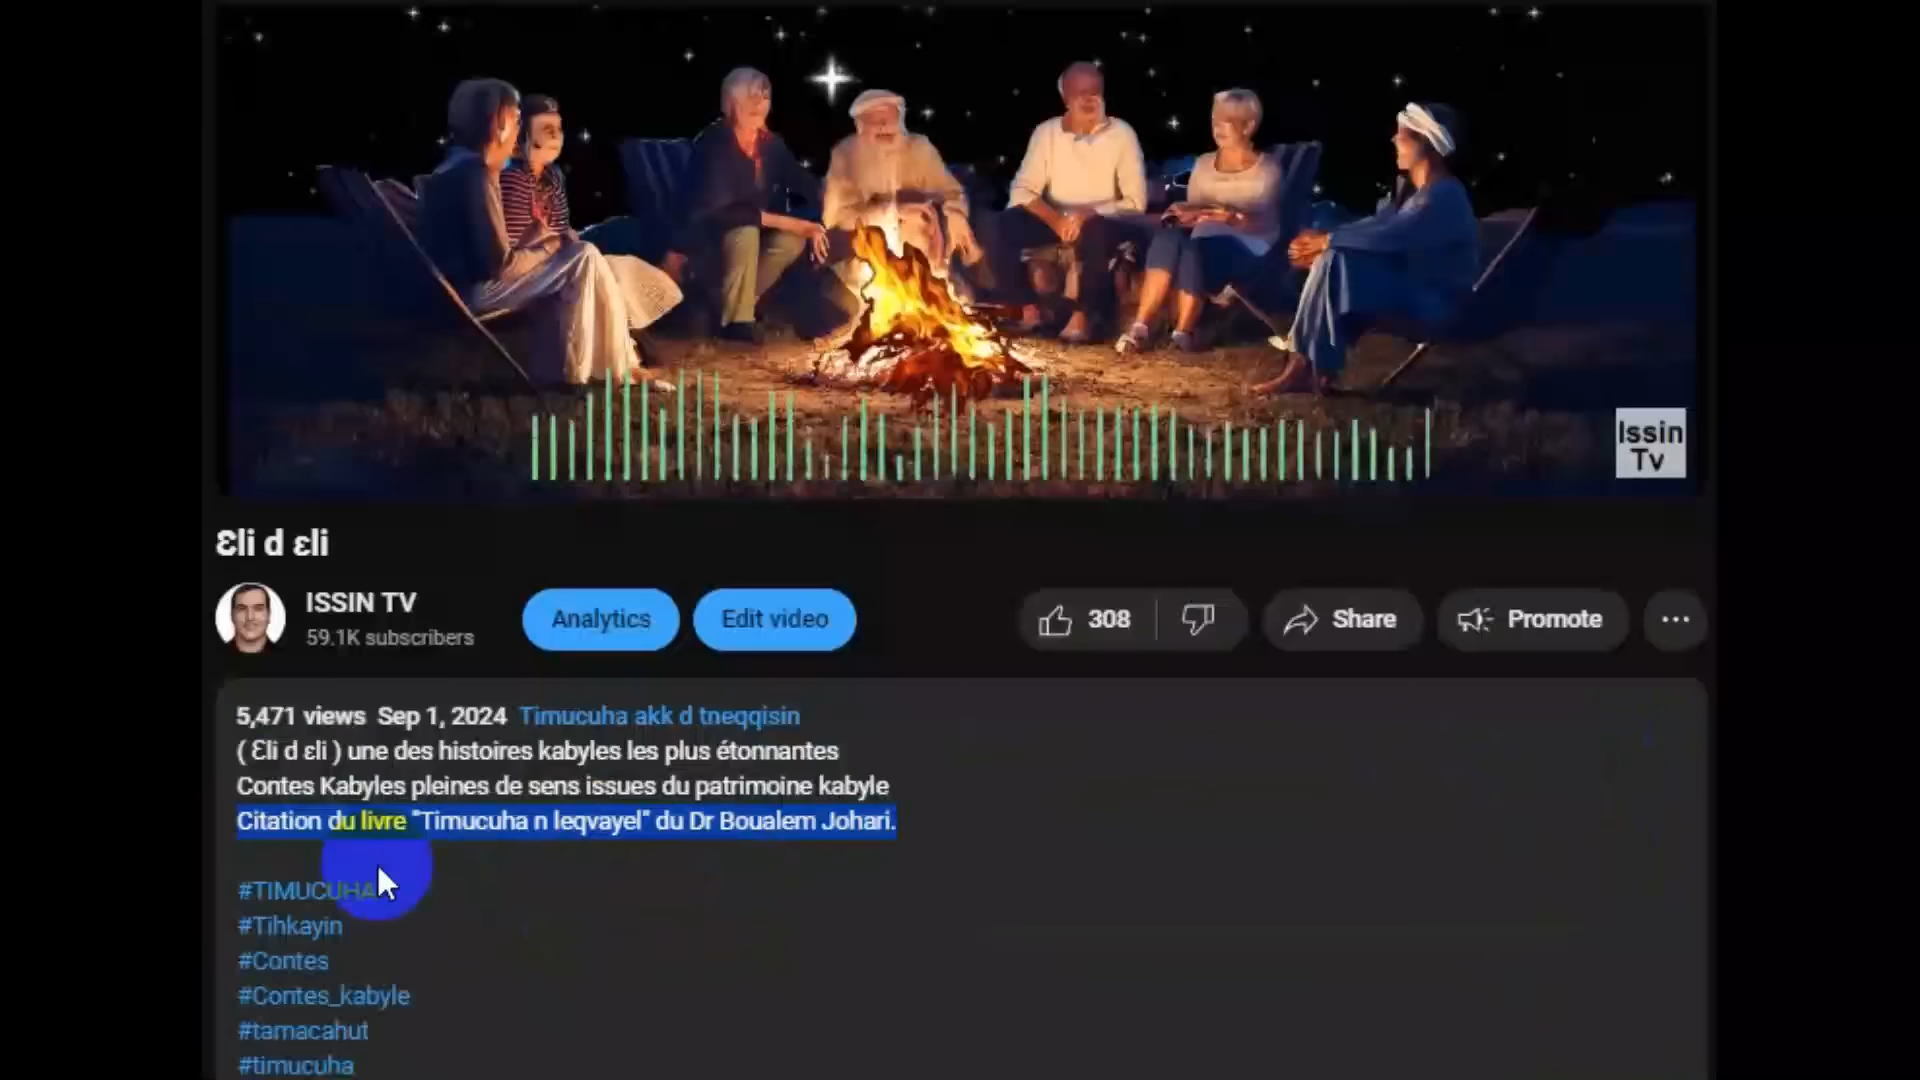 Issin
Tv
Ɛli d ɛli
ISSIN TV
59.1K subscribers
Analytics
Edit video
308
Share
Promote
5,471 views Sep 1, 2024 Timucuha akk d tneqqisin
( Ɛli d ɛli ) une des histoires kabyles les plus étonnantes
Contes Kabyles pleines de sens issues du patrimoine kabyle
Citation du livre "Timucuha n leqvayel" du Dr Boualem Johari.
#TIMUCUHA
#Tihkayin
#Contes
#Contes_kabyle
#tamacahut
#timucuha